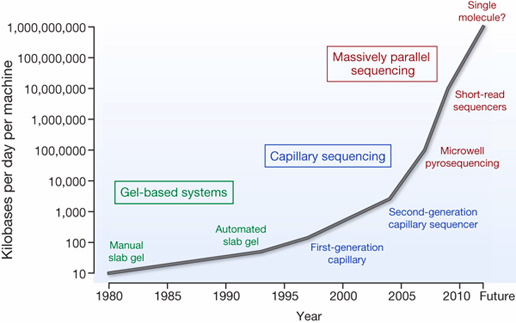 Kilobases per day per machine
1,000,000,000
100,000,000
10,000,000
1,000,000
100,0000
10,000
1,000
100
10
Single
molecule?
Massively parallel
sequencing
Short-read
sequencers
Capillary sequencing
Microwell
pyrosequencing
Gel-based systems
Second-generation
capillary sequencer
Automated
slab gel
Manual
slab gel
First-generation
capillary
1980 1985 1990 1995 2000 2005 2010 Future
Year